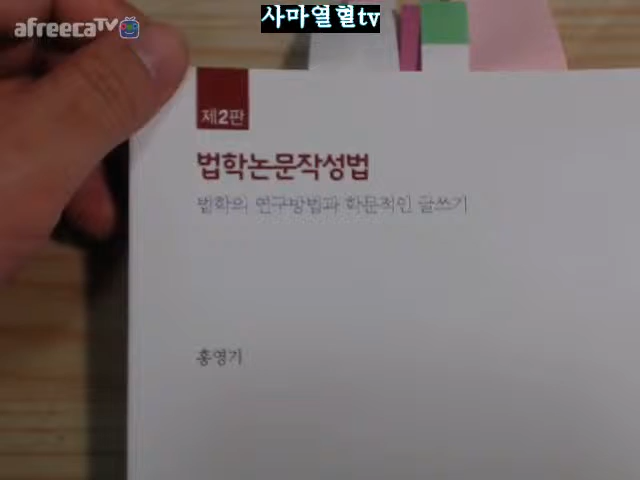 afreecaTV
사마열혈tv
제2판
법학논문작성법
법학의 연구방법과 학문적인 글쓰기
홍영기